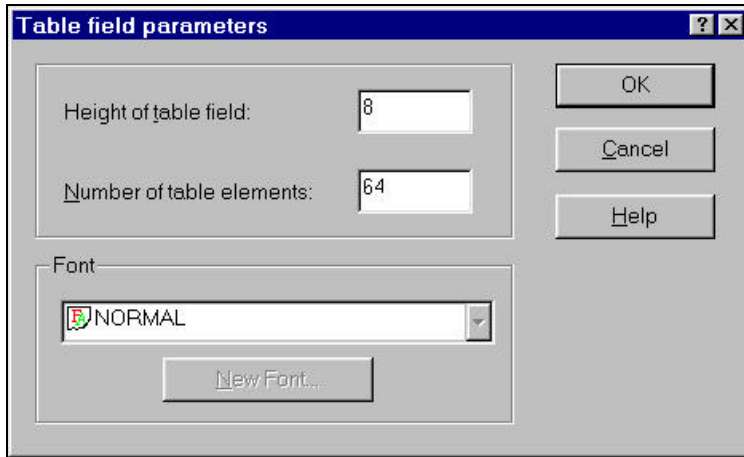 Table field parameters
Height of table field:
8
OK
Cancel
Number of table elements:
64
Help
Font
NORMAL
New Font...